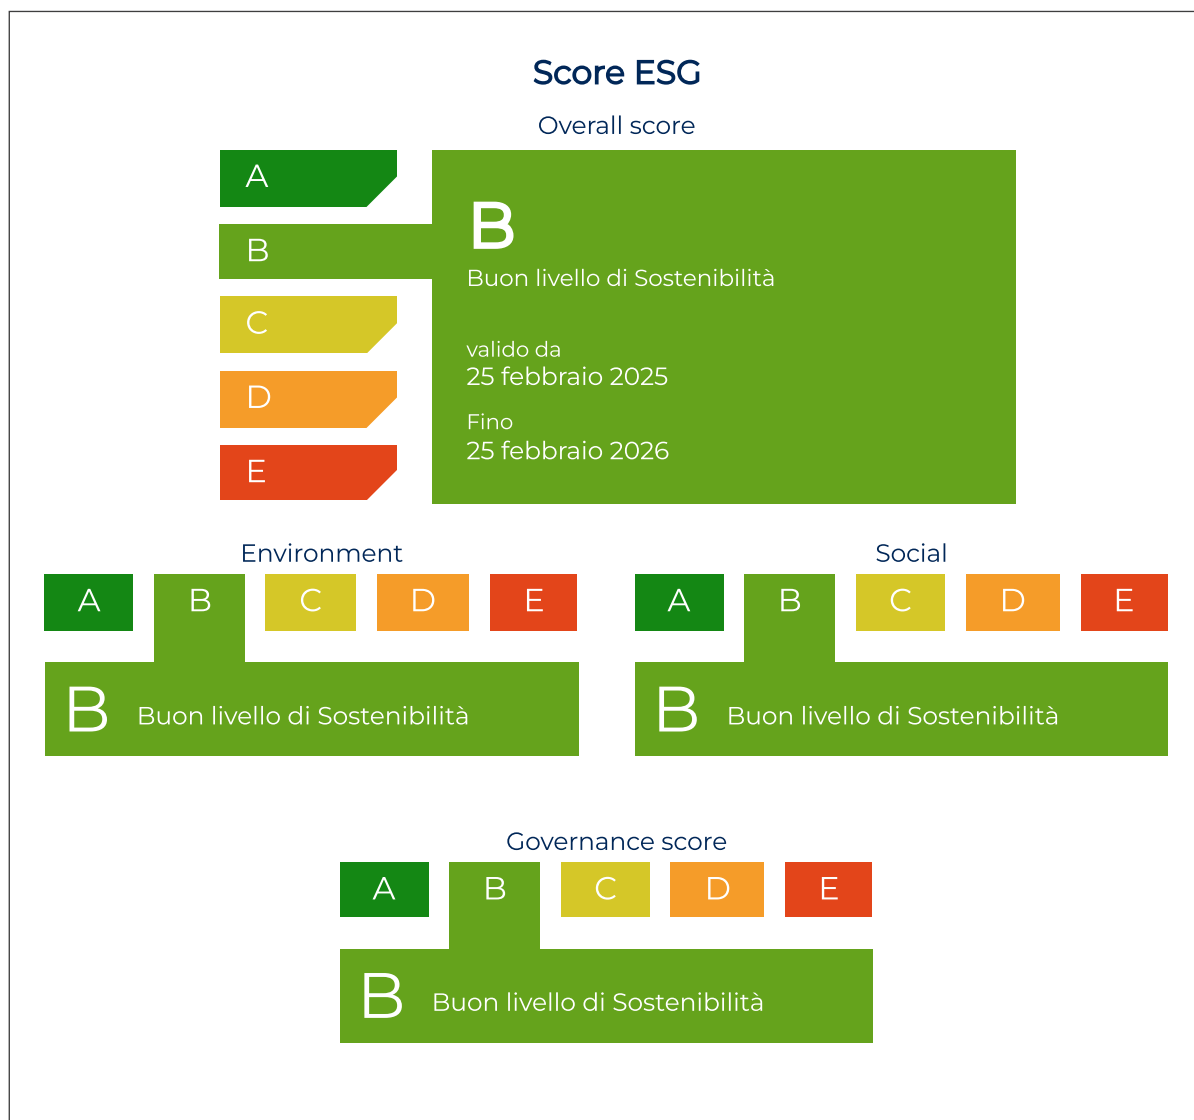 Score ESG
Overall score
A
B
C
D
E
B
Buon livello di Sostenibilità
valido da
25 febbraio 2025
Fino
25 febbraio 2026
Environment
A B C D E
B Buon livello di Sostenibilità
Social
A B C D E
B Buon livello di Sostenibilità
Governance score
A B C D E
B Buon livello di Sostenibilità